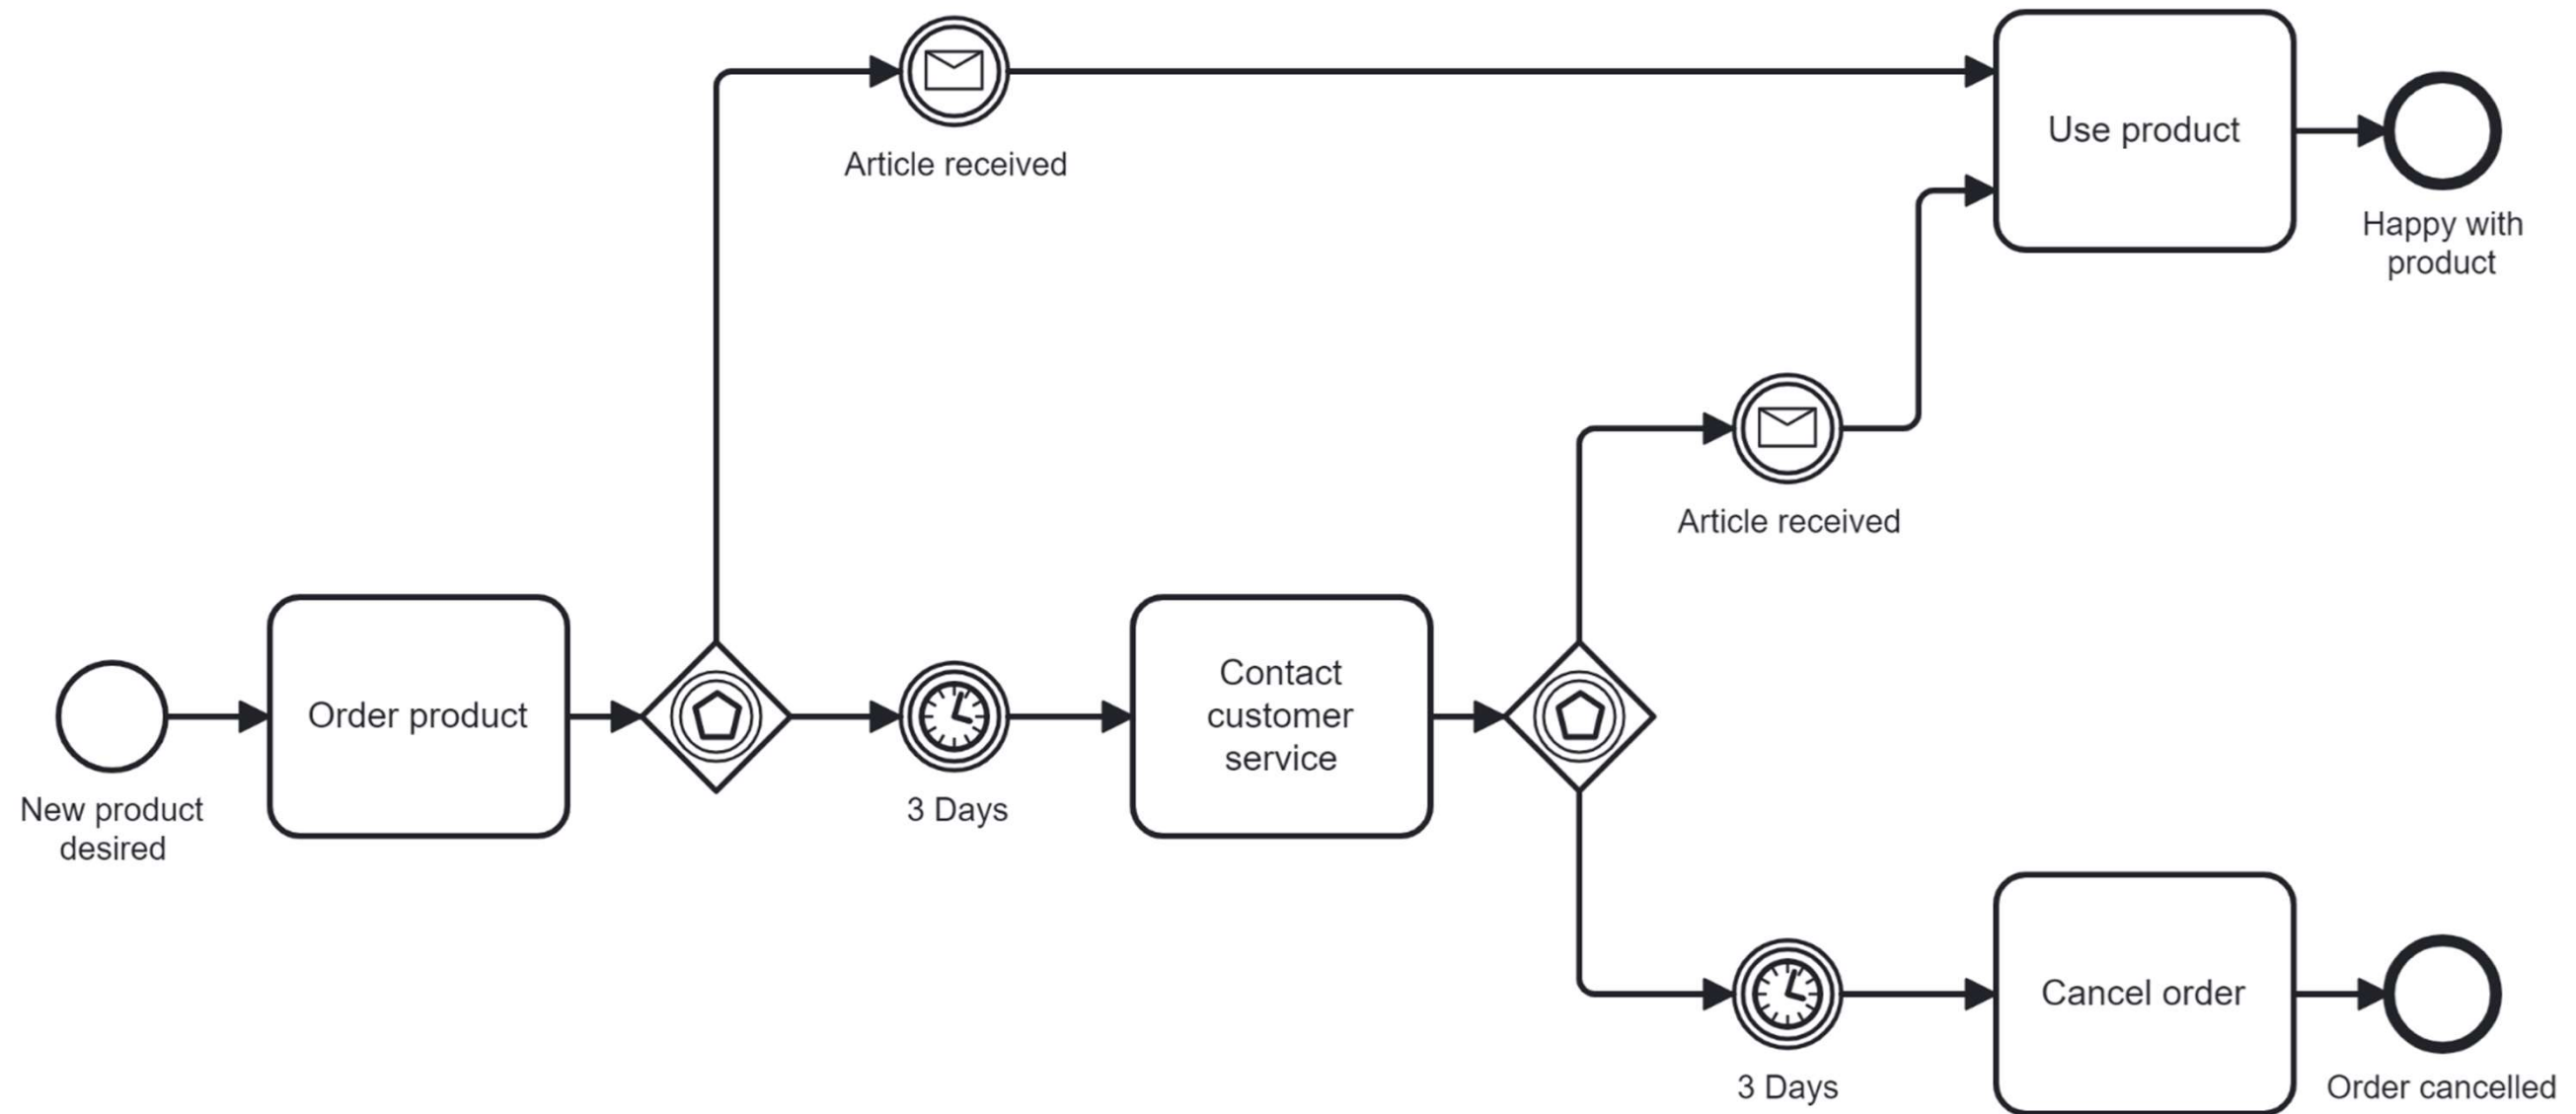 Article received
Use product
Happy with
product
Article received
New product
desired
Order product
3 Days
Contact
customer
service
3 Days
Cancel order
Order cancelled